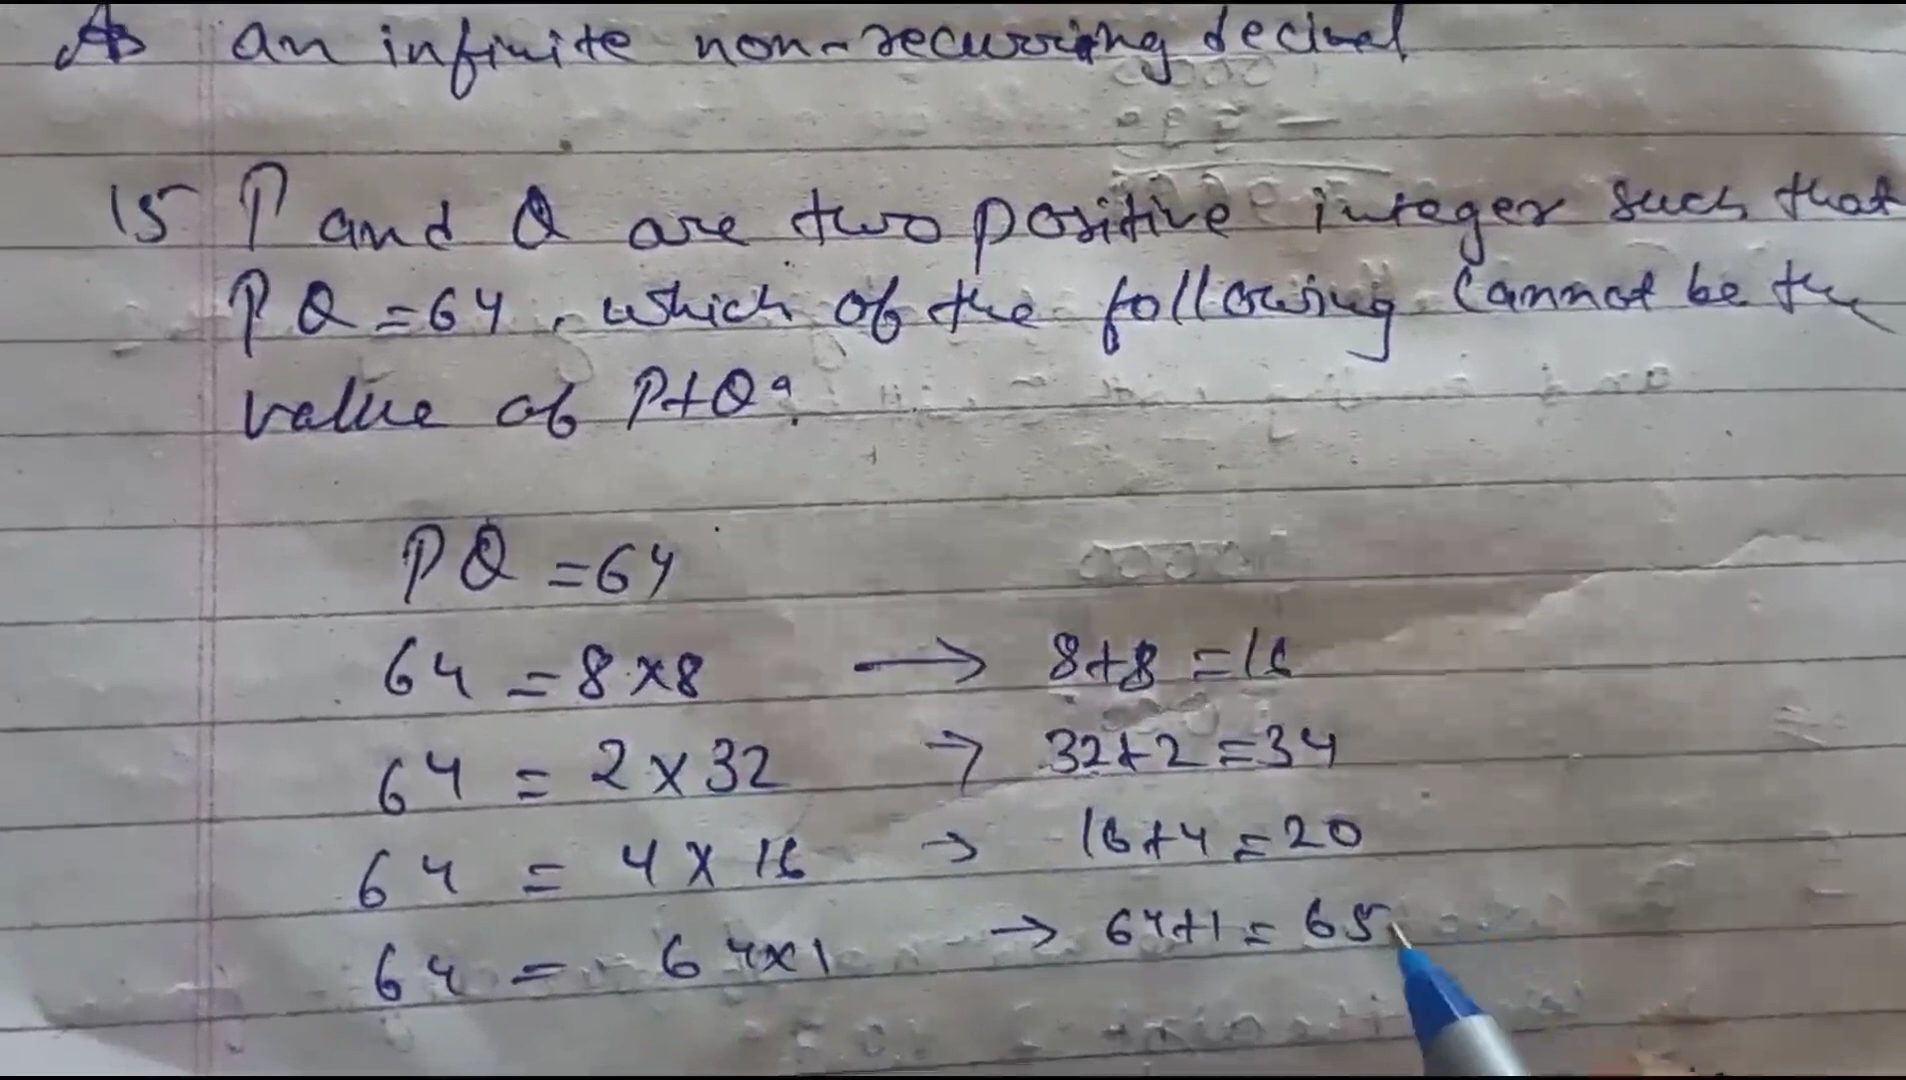 As an infinite non-recurring decimal
15 P and Q are two positive integer such that
PQ = 64, which of the following cannot be the
value of P+Q?
PQ = 64
64 = 8×8 → 8+8 = 16
64 = 2×32 → 32+2 = 34
64 = 4×16 → 16+4 = 20
64 = 64×1 → 64+1 = 65